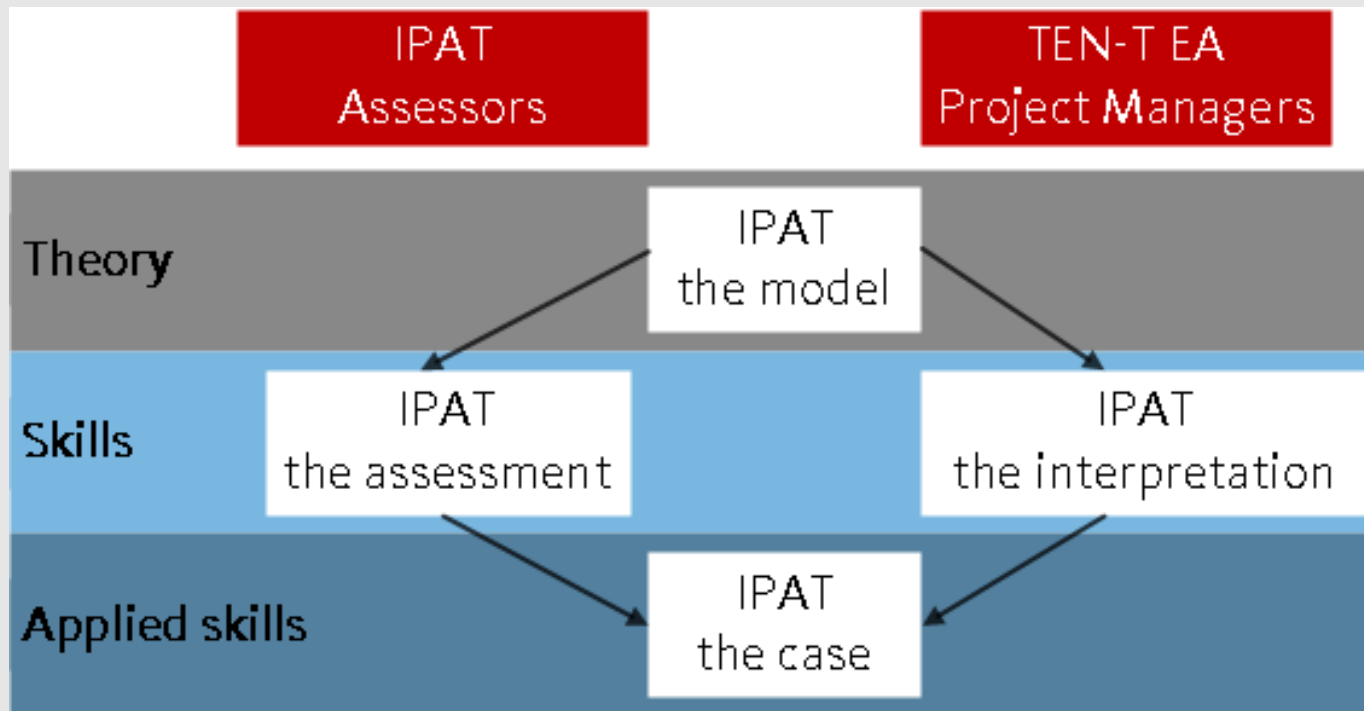 IPAT
Assessors
TEN-T EA
Project Managers
Theory
IPAT
the model
Skills
IPAT
the assessment
IPAT
the interpretation
Applied skills
IPAT
the case